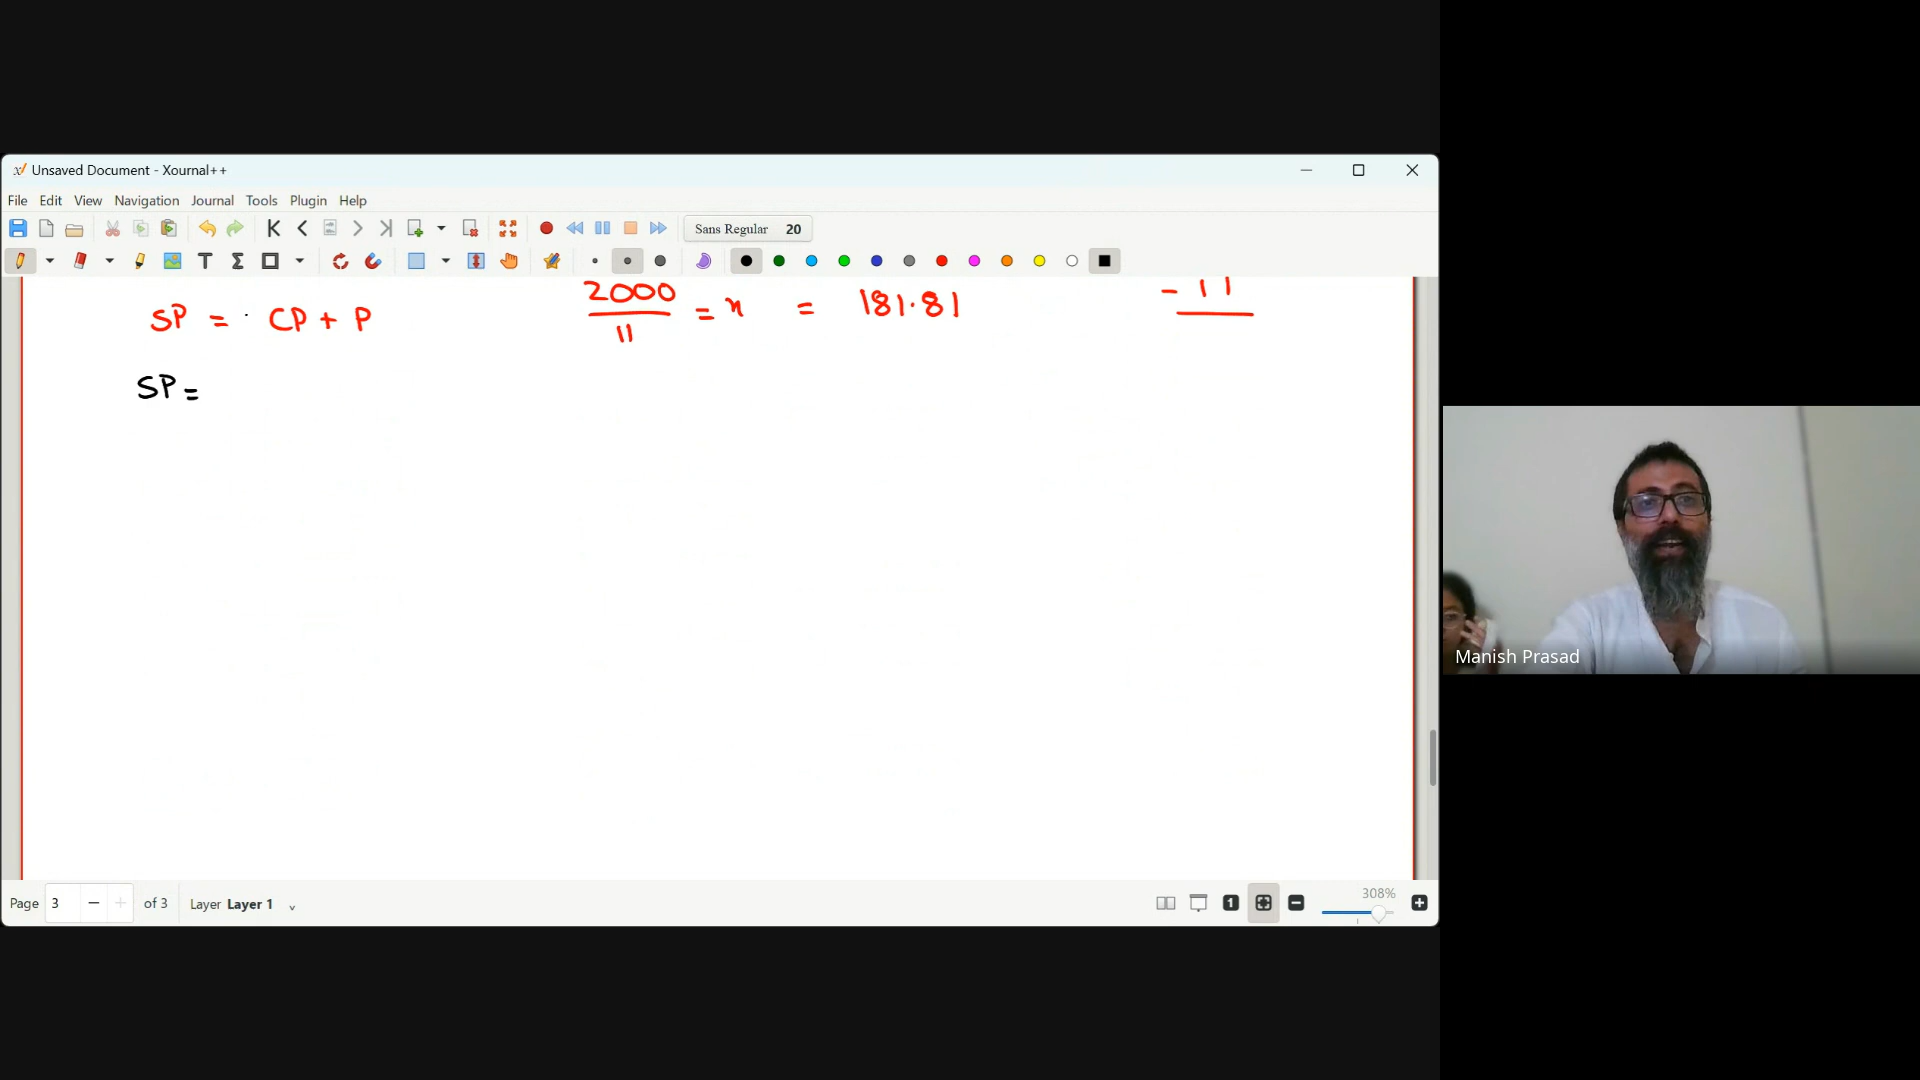 Unsaved Document - Xournal++
File Edit View Navigation Journal Tools Plugin Help
Sans Regular 20
SP = CP + P
2000 / 11 = x = 181.81
- 11
SP =
Manish Prasad
Page 3 of 3 Layer Layer 1
308%